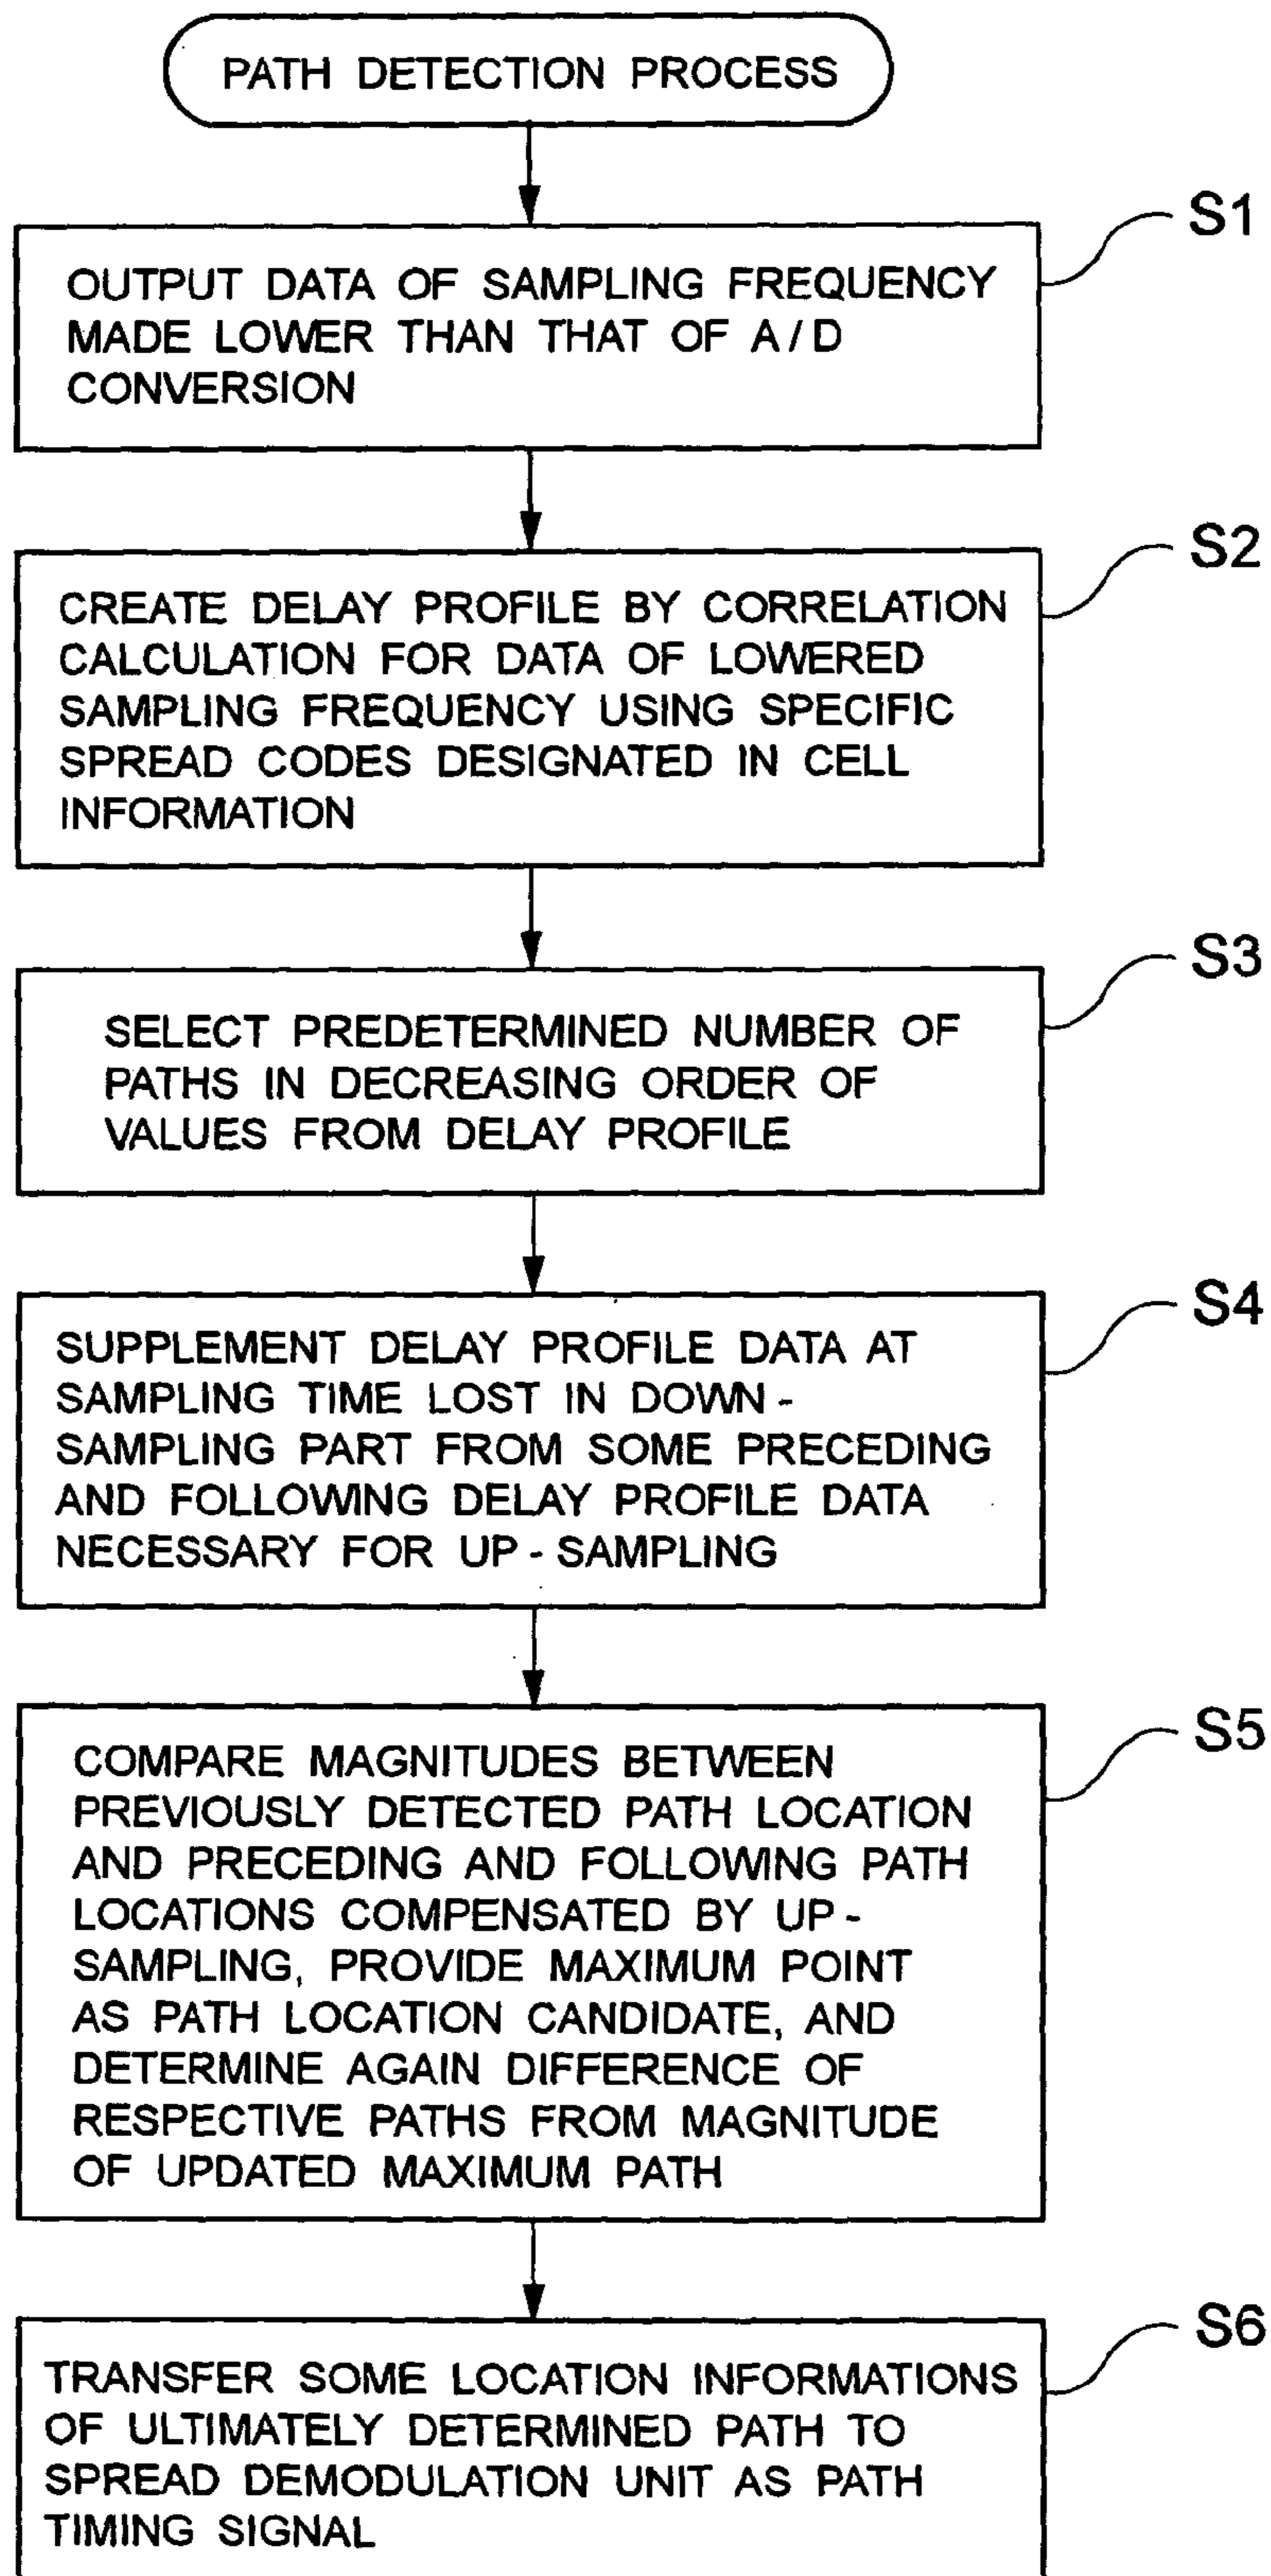 PATH DETECTION PROCESS
S1
OUTPUT DATA OF SAMPLING FREQUENCY
MADE LOWER THAN THAT OF A/D
CONVERSION
S2
CREATE DELAY PROFILE BY CORRELATION
CALCULATION FOR DATA OF LOWERED
SAMPLING FREQUENCY USING SPECIFIC
SPREAD CODES DESIGNATED IN CELL
INFORMATION
S3
SELECT PREDETERMINED NUMBER OF
PATHS IN DECREASING ORDER OF
VALUES FROM DELAY PROFILE
S4
SUPPLEMENT DELAY PROFILE DATA AT
SAMPLING TIME LOST IN DOWN-
SAMPLING PART FROM SOME PRECEDING
AND FOLLOWING DELAY PROFILE DATA
NECESSARY FOR UP-SAMPLING
S5
COMPARE MAGNITUDES BETWEEN
PREVIOUSLY DETECTED PATH LOCATION
AND PRECEDING AND FOLLOWING PATH
LOCATIONS COMPENSATED BY UP-
SAMPLING, PROVIDE MAXIMUM POINT
AS PATH LOCATION CANDIDATE, AND
DETERMINE AGAIN DIFFERENCE OF
RESPECTIVE PATHS FROM MAGNITUDE
OF UPDATED MAXIMUM PATH
S6
TRANSFER SOME LOCATION INFORMATIONS
OF ULTIMATELY DETERMINED PATH TO
SPREAD DEMODULATION UNIT AS PATH
TIMING SIGNAL